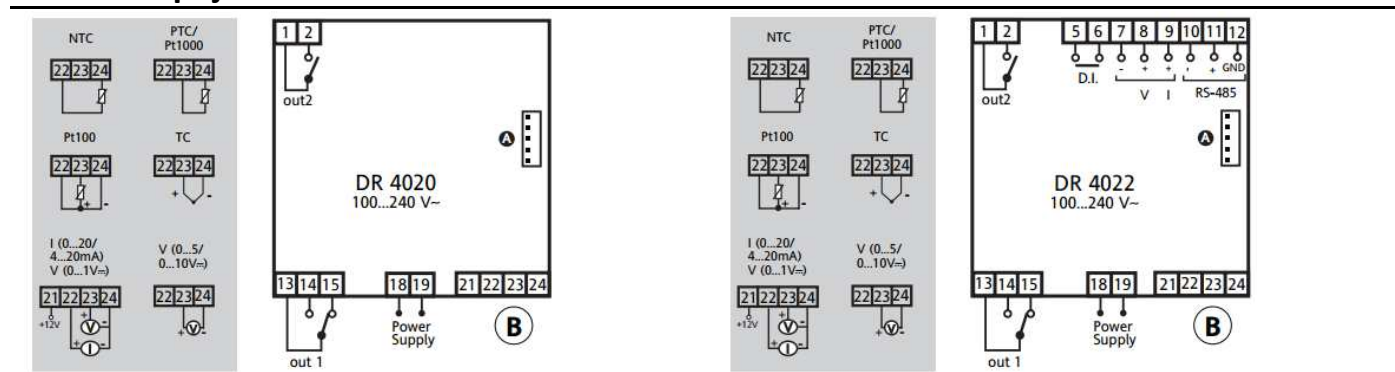 NTC
PTC/
Pt1000
22 23 24
22 23 24
Pt100
TC
22 23 24
22 23 24
+ -
+ -
I (0...20/
4...20mA)
V (0...1V=)
V (0...5/
0...10V=)
21 22 23 24
22 23 24
+12V
+ V -
+ I -
+ V -
1 2
out2
A
DR 4020
100...240 V~
13 14 15
18 19
21 22 23 24
Power
Supply
B
out 1
NTC
PTC/
Pt1000
22 23 24
22 23 24
Pt100
TC
22 23 24
22 23 24
+ -
+ -
I (0...20/
4...20mA)
V (0...1V=)
V (0...5/
0...10V=)
21 22 23 24
22 23 24
+12V
+ V -
+ I -
+ V -
1 2
5 6 7 8 9 10 11 12
- + + - + GND
D.I.
V I RS-485
out2
A
DR 4022
100...240 V~
13 14 15
18 19
21 22 23 24
Power
Supply
B
out 1